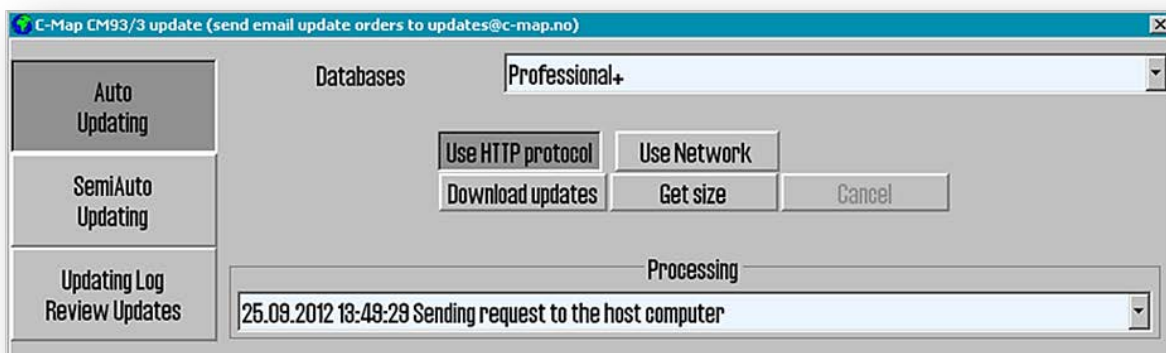 C-Map CM93/3 update (send email update orders to updates@c-map.no)
Auto
Updating
SemiAuto
Updating
Updating Log
Review Updates
Databases
Professional+
Use HTTP protocol
Use Network
Download updates
Get size
Cancel
Processing
25.09.2012 13:49:29 Sending request to the host computer